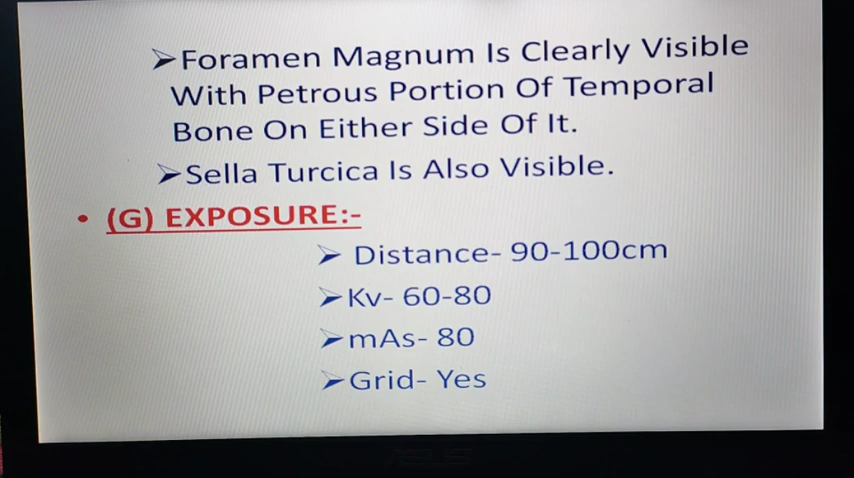 ➢Foramen Magnum Is Clearly Visible
With Petrous Portion Of Temporal
Bone On Either Side Of It.
➢Sella Turcica Is Also Visible.
• (G) EXPOSURE:-
➢ Distance- 90-100cm
➢Kv- 60-80
➢mAs- 80
➢Grid- Yes
ASUS